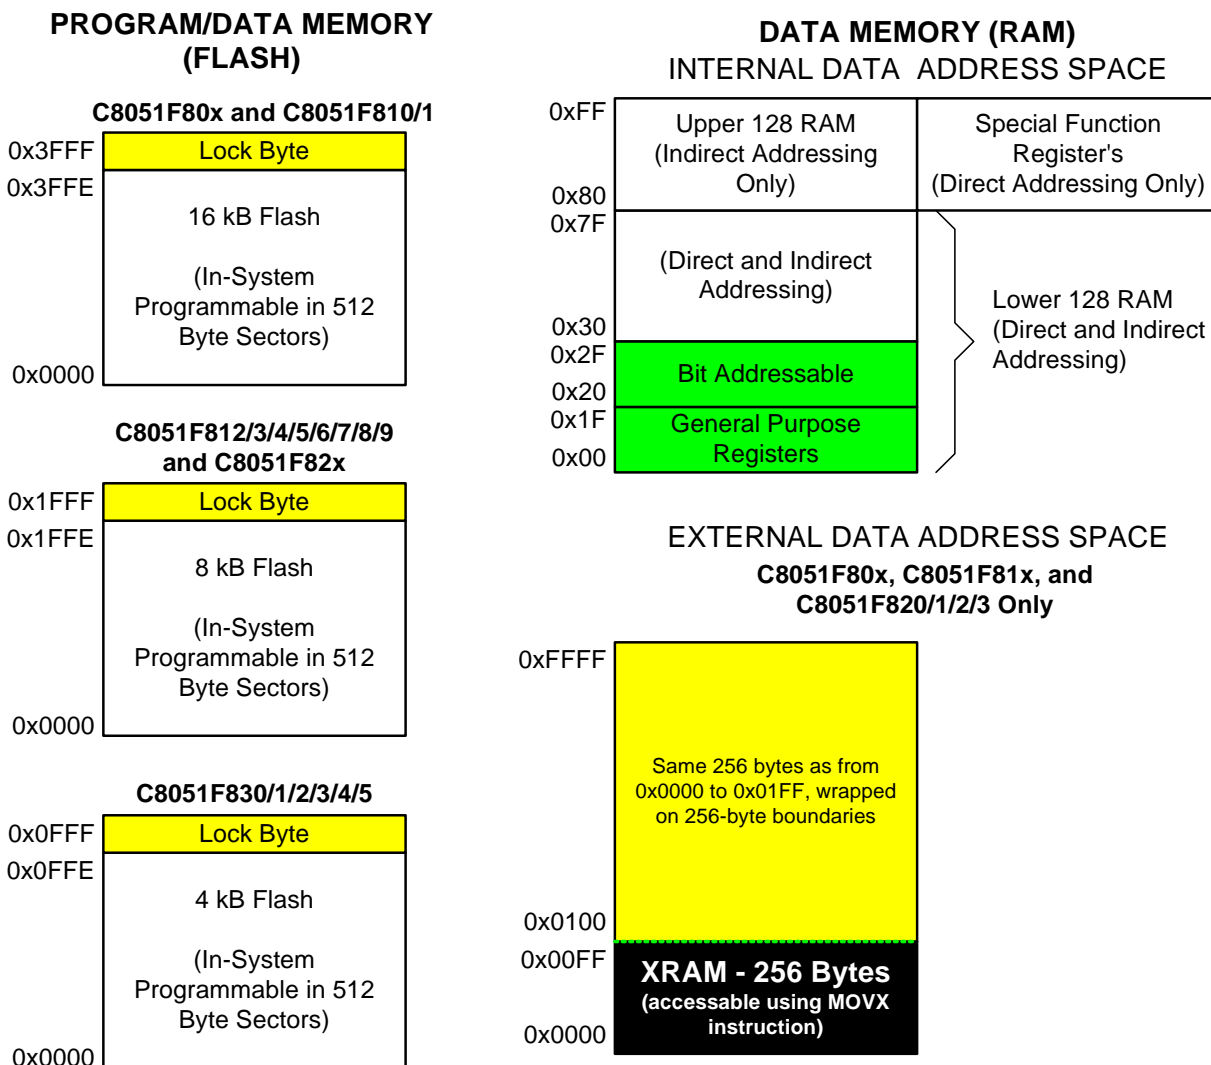 PROGRAM/DATA MEMORY
(FLASH)
C8051F80x and C8051F810/1
0x3FFF
Lock Byte
0x3FFE
16 kB Flash
(In-System
Programmable in 512
Byte Sectors)
0x0000
C8051F812/3/4/5/6/7/8/9
and C8051F82x
0x1FFF
Lock Byte
0x1FFE
8 kB Flash
(In-System
Programmable in 512
Byte Sectors)
0x0000
C8051F830/1/2/3/4/5
0x0FFF
Lock Byte
0x0FFE
4 kB Flash
(In-System
Programmable in 512
Byte Sectors)
0x0000
DATA MEMORY (RAM)
INTERNAL DATA ADDRESS SPACE
0xFF
Upper 128 RAM
(Indirect Addressing
Only)
0x80
Special Function
Register's
(Direct Addressing Only)
0x7F
(Direct and Indirect
Addressing)
0x30
0x2F
Bit Addressable
0x20
0x1F
General Purpose
Registers
0x00
Lower 128 RAM
(Direct and Indirect
Addressing)
EXTERNAL DATA ADDRESS SPACE
C8051F80x, C8051F81x, and
C8051F820/1/2/3 Only
0xFFFF
Same 256 bytes as from
0x0000 to 0x01FF, wrapped
on 256-byte boundaries
0x0100
0x00FF
XRAM - 256 Bytes
(accessable using MOVX
instruction)
0x0000